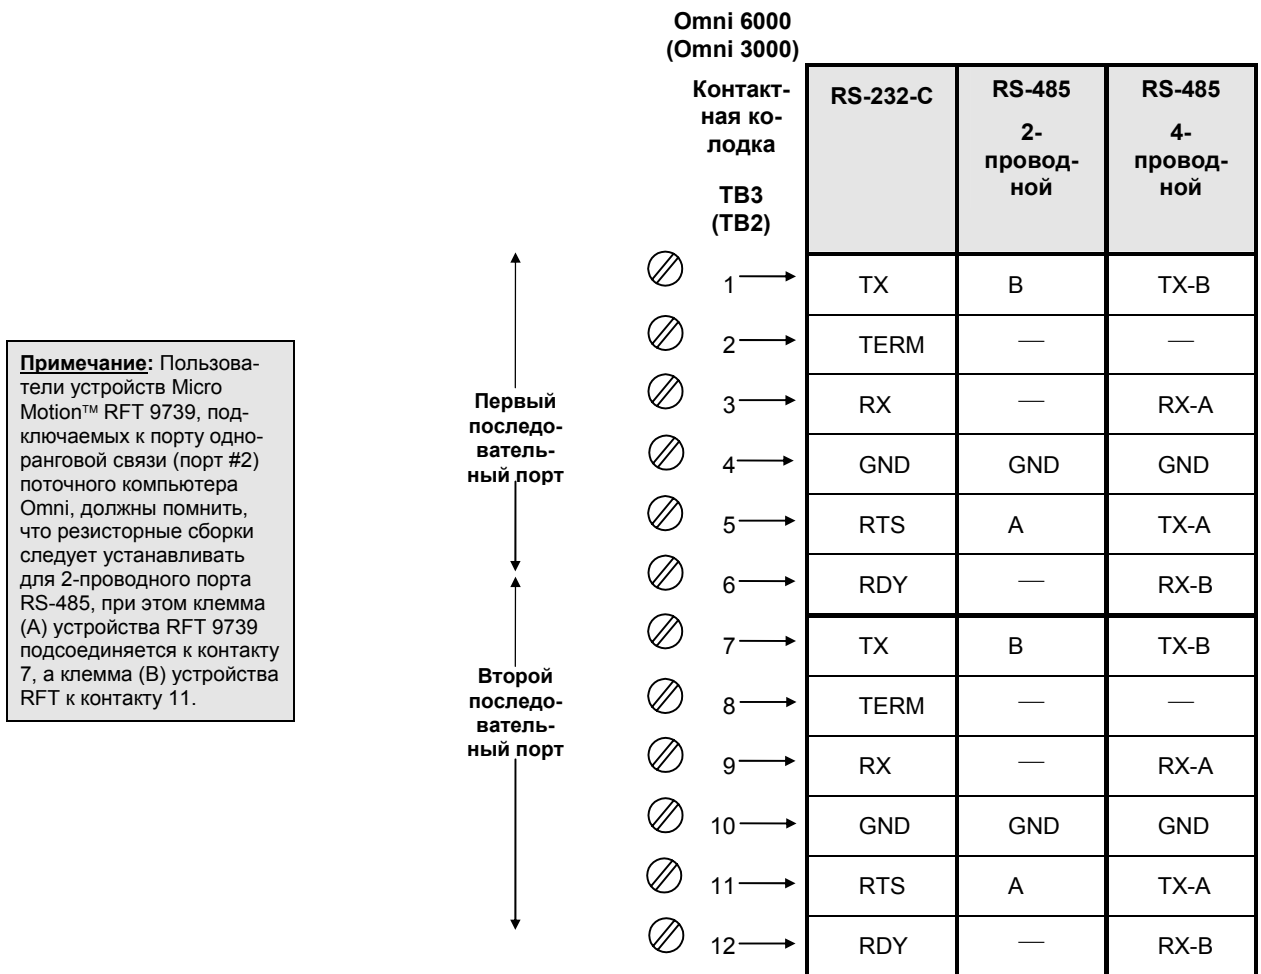 Omni 6000
(Omni 3000)
Контакт-
ная ко-
лодка
TB3
(TB2)
RS-232-C
RS-485
2-
провод-
ной
RS-485
4-
провод-
ной
Примечание: Пользова-
тели устройств Micro
Motion™ RFT 9739, под-
ключаемых к порту одно-
ранговой связи (порт #2)
поточного компьютера
Omni, должны помнить,
что резисторные сборки
следует устанавливать
для 2-проводного порта
RS-485, при этом клемма
(A) устройства RFT 9739
подсоединяется к контакту
7, а клемма (B) устройства
RFT к контакту 11.
Первый
последо-
ватель-
ный порт
Второй
последо-
ватель-
ный порт
1 TX B TX-B
2 TERM — —
3 RX — RX-A
4 GND GND GND
5 RTS A TX-A
6 RDY — RX-B
7 TX B TX-B
8 TERM — —
9 RX — RX-A
10 GND GND GND
11 RTS A TX-A
12 RDY — RX-B